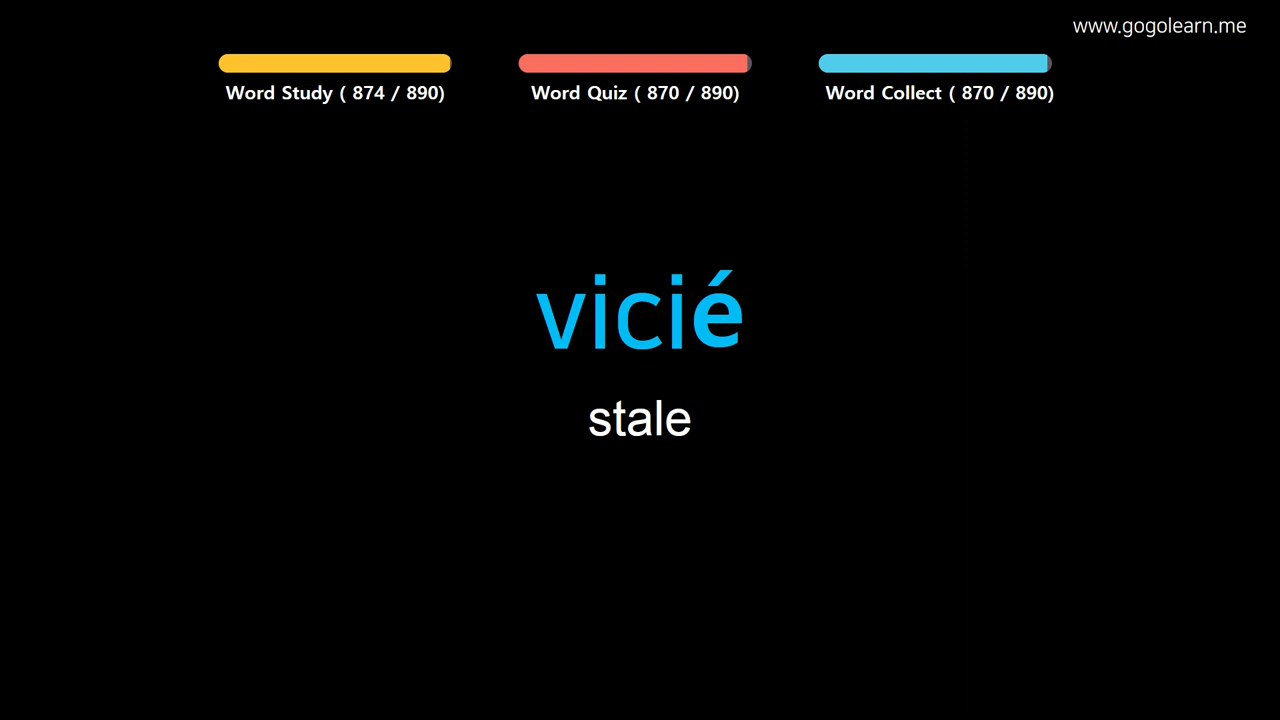 www.gogolearn.me
Word Study ( 874 / 890)
Word Quiz ( 870 / 890)
Word Collect ( 870 / 890)
vicié
stale